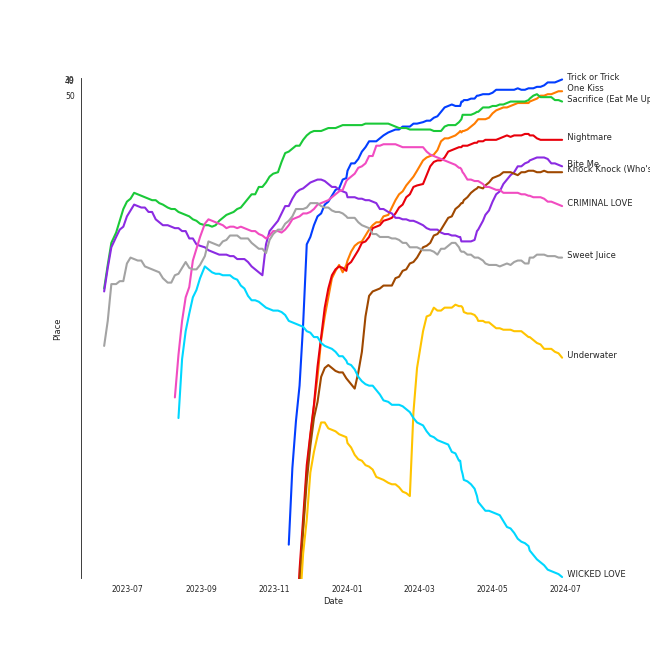 Trick or Trick
One Kiss
Sacrifice (Eat Me Up
Nightmare
Bite Me
Knock Knock (Who's
CRIMINAL LOVE
Sweet Juice
Underwater
WICKED LOVE
50
Place
2023-07 2023-09 2023-11 2024-01 2024-03 2024-05 2024-07
Date